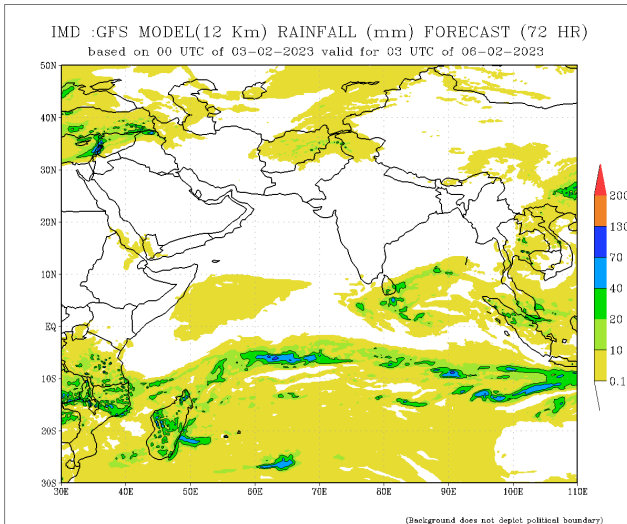 IMD :GFS MODEL(12 Km) RAINFALL (mm) FORECAST (72 HR)
based on 00 UTC of 03-02-2023 valid for 03 UTC of 06-02-2023
50N
40N
30N
20N
10N
EQ
10S
20S
30S
30E 40E 50E 60E 70E 80E 90E 100E 110E
200
130
70
40
20
10
0.1
(Background does not depict political boundary)